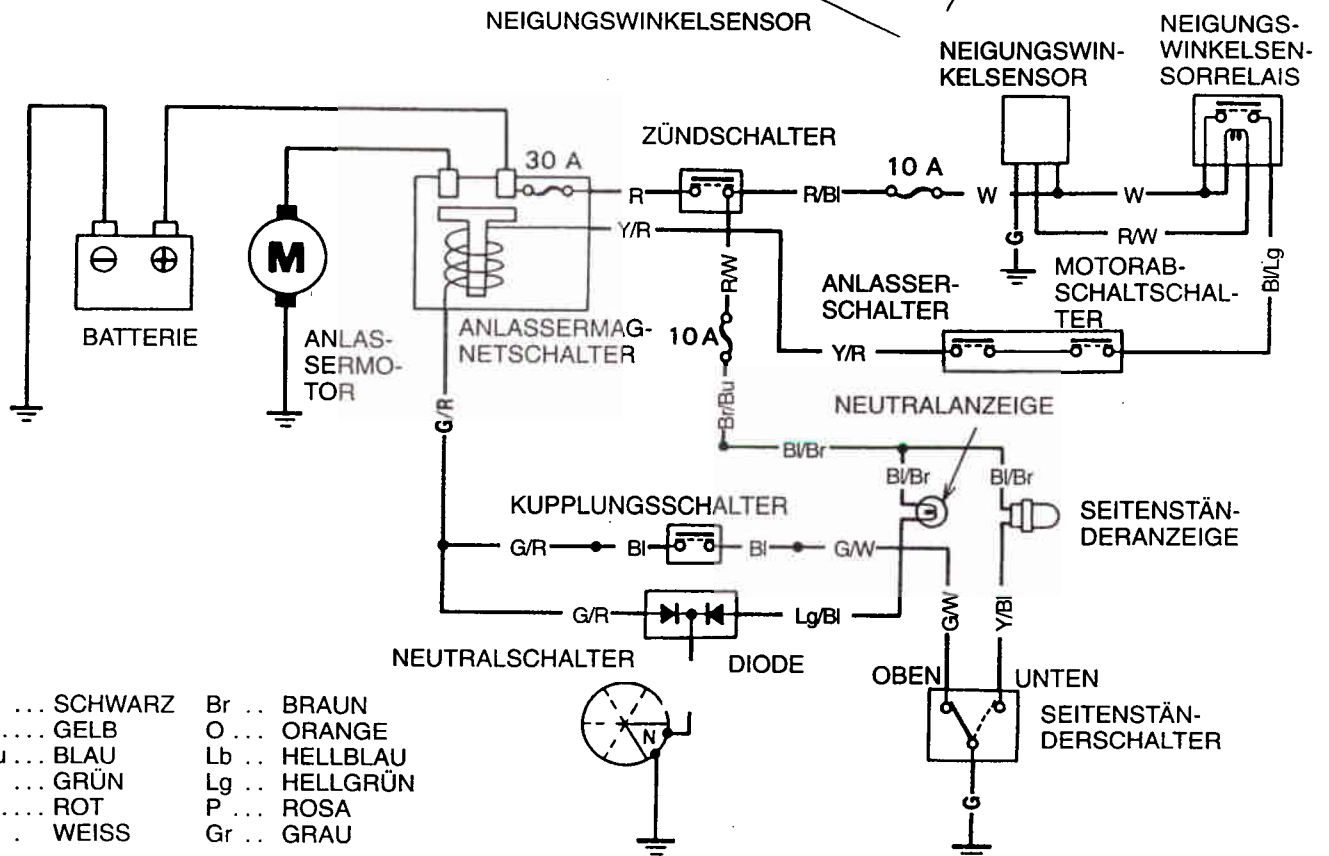 NEIGUNGSWINKELSENSOR
NEIGUNGSWIN-
KELSENSOR
NEIGUNGS-
WINKELSEN-
SORRELAIS
ZÜNDSCHALTER
30 A
R
R/Bl
10 A
W
W
Y/R
R/W
G
R/W
Bl/Lg
BATTERIE
M
ANLAS-
SERMO-
TOR
ANLASSERMAG-
NETSCHALTER
10 A
ANLASSER-
SCHALTER
MOTORAB-
SCHALTSCHAL-
TER
Y/R
G/R
Br/Bu
NEUTRALANZEIGE
Bl/Br
Bl/Br
Bl/Br
KUPPLUNGSSCHALTER
SEITENSTÄN-
DERANZEIGE
G/R
Bl
Bl
G/W
G/R
Lg/Bl
G/W
Y/Bl
NEUTRALSCHALTER
DIODE
OBEN
UNTEN
N
SEITENSTÄN-
DERSCHALTER
G
... SCHWARZ Br .. BRAUN
.... GELB O ... ORANGE
u ... BLAU Lb .. HELLBLAU
... GRÜN Lg .. HELLGRÜN
.... ROT P ... ROSA
. WEISS Gr .. GRAU